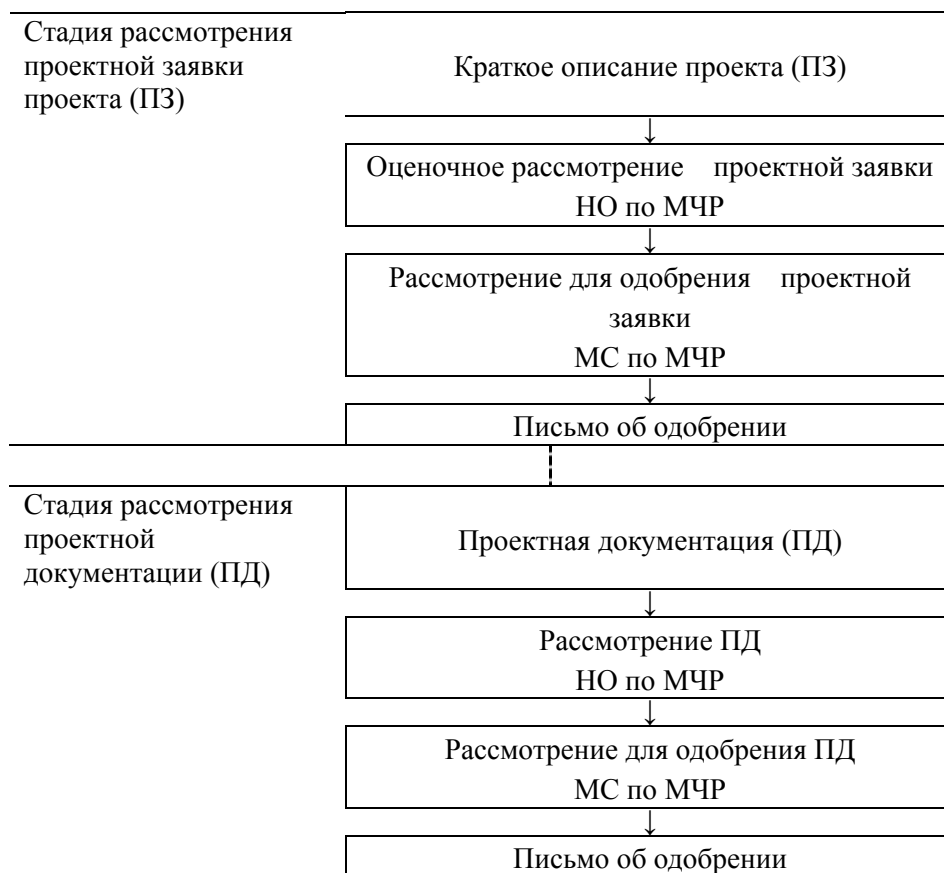 Стадия рассмотрения
проектной заявки
проекта (ПЗ)
Краткое описание проекта (ПЗ)
↓
Оценочное рассмотрение проектной заявки
НО по МЧР
↓
Рассмотрение для одобрения проектной
заявки
МС по МЧР
↓
Письмо об одобрении
Стадия рассмотрения
проектной
документации (ПД)
Проектная документация (ПД)
↓
Рассмотрение ПД
НО по МЧР
↓
Рассмотрение для одобрения ПД
МС по МЧР
↓
Письмо об одобрении